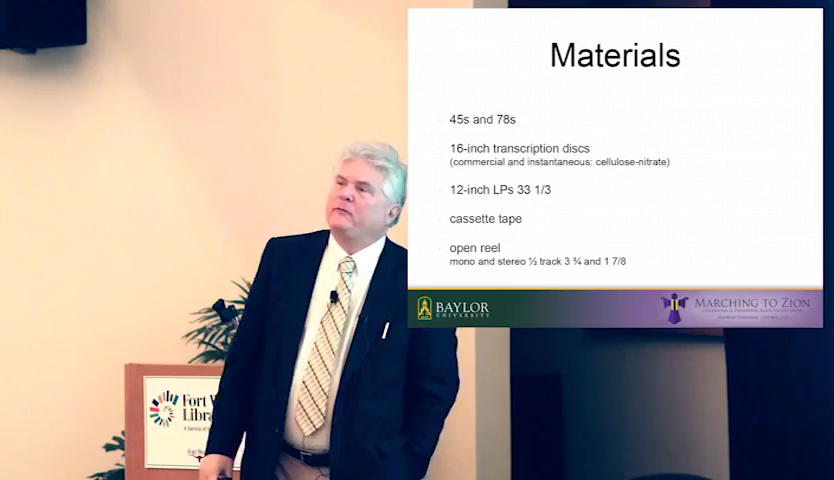 Materials
45s and 78s
16-inch transcription discs
(commercial and instantaneous: cellulose-nitrate)
12-inch LPs 33 1/3
cassette tape
open reel
mono and stereo ½ track 3 ¾ and 1 7/8
BAYLOR
UNIVERSITY
MARCHING TO ZION
Fort W
Libra
A Service of